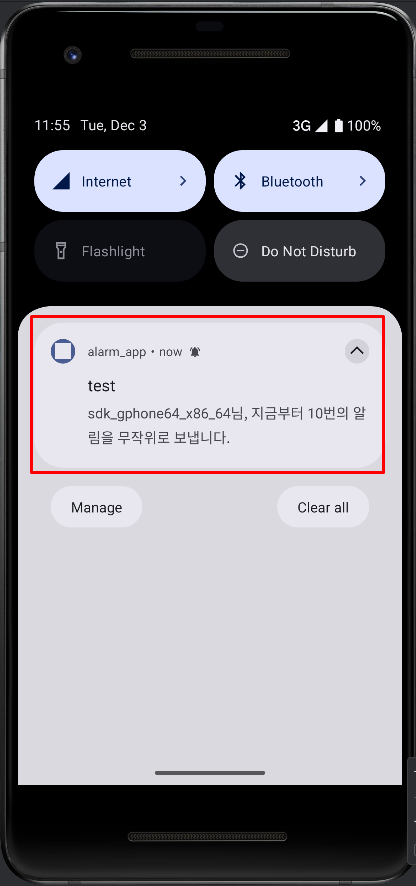 11:55 Tue, Dec 3 3G 100%
Internet Bluetooth
Flashlight Do Not Disturb
alarm_app • now
test
sdk_gphone64_x86_64님, 지금부터 10번의 알
림을 무작위로 보냅니다.
Manage Clear all